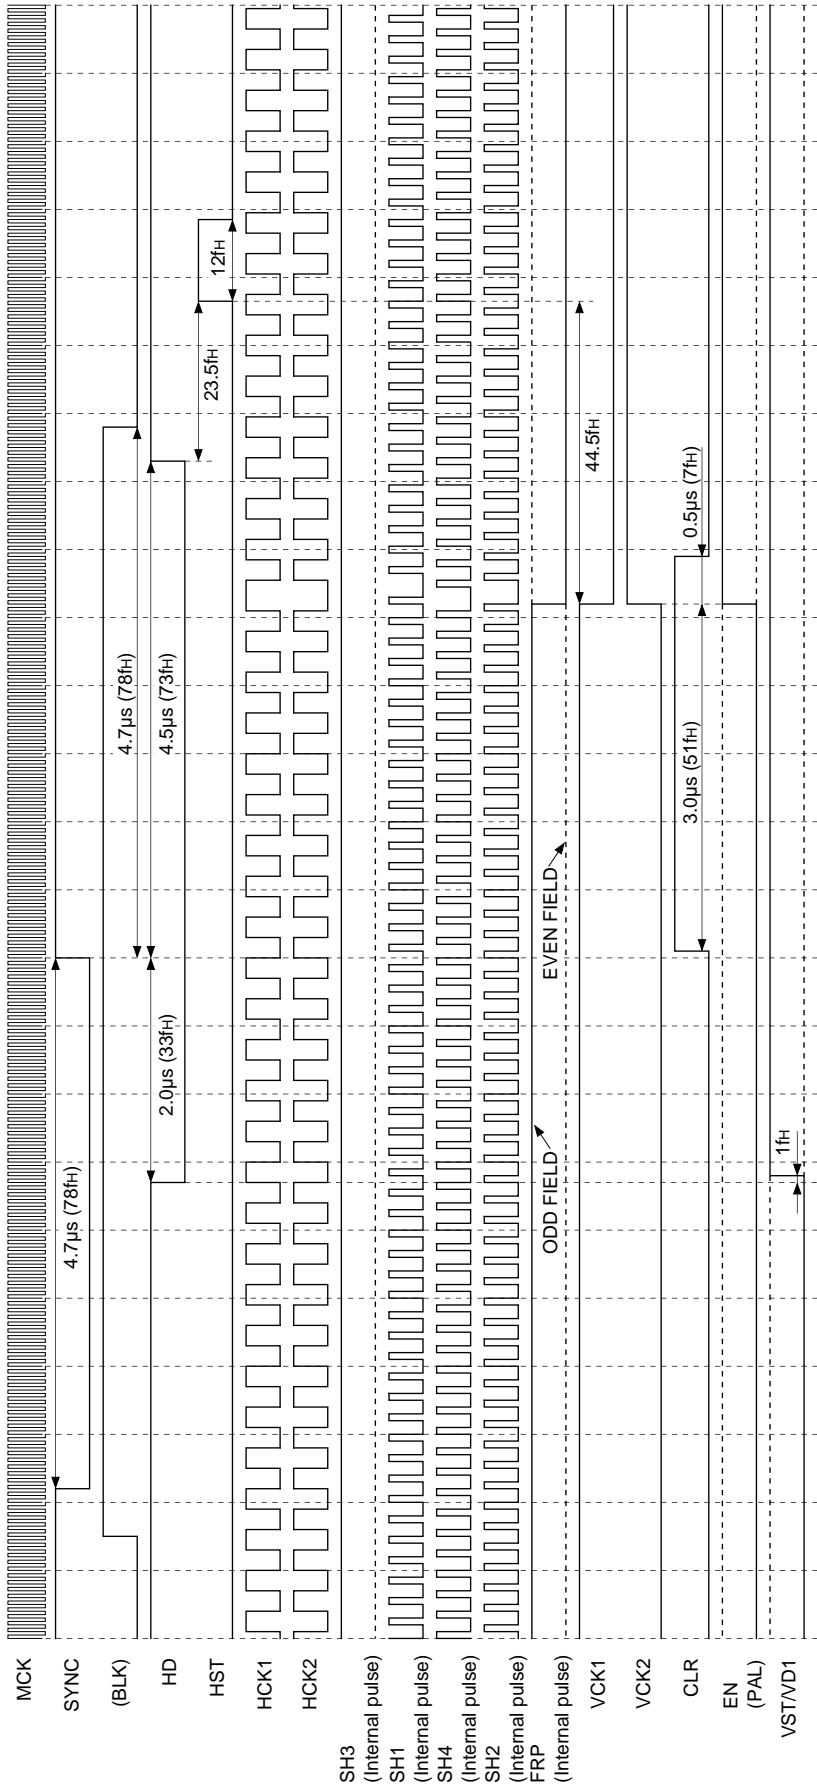 MCK
SYNC
4.7µs (78fH)
(BLK)
4.7µs (78fH)
HD
2.0µs (33fH)
4.5µs (73fH)
HST
23.5fH
12fH
HCK1
HCK2
SH3
(Internal pulse)
SH1
(Internal pulse)
SH4
(Internal pulse)
SH2
(Internal pulse)
FRP
(Internal pulse)
ODD FIELD
EVEN FIELD
VCK1
44.5fH
VCK2
CLR
3.0µs (51fH)
0.5µs (7fH)
EN
(PAL)
VST/VD1
1fH